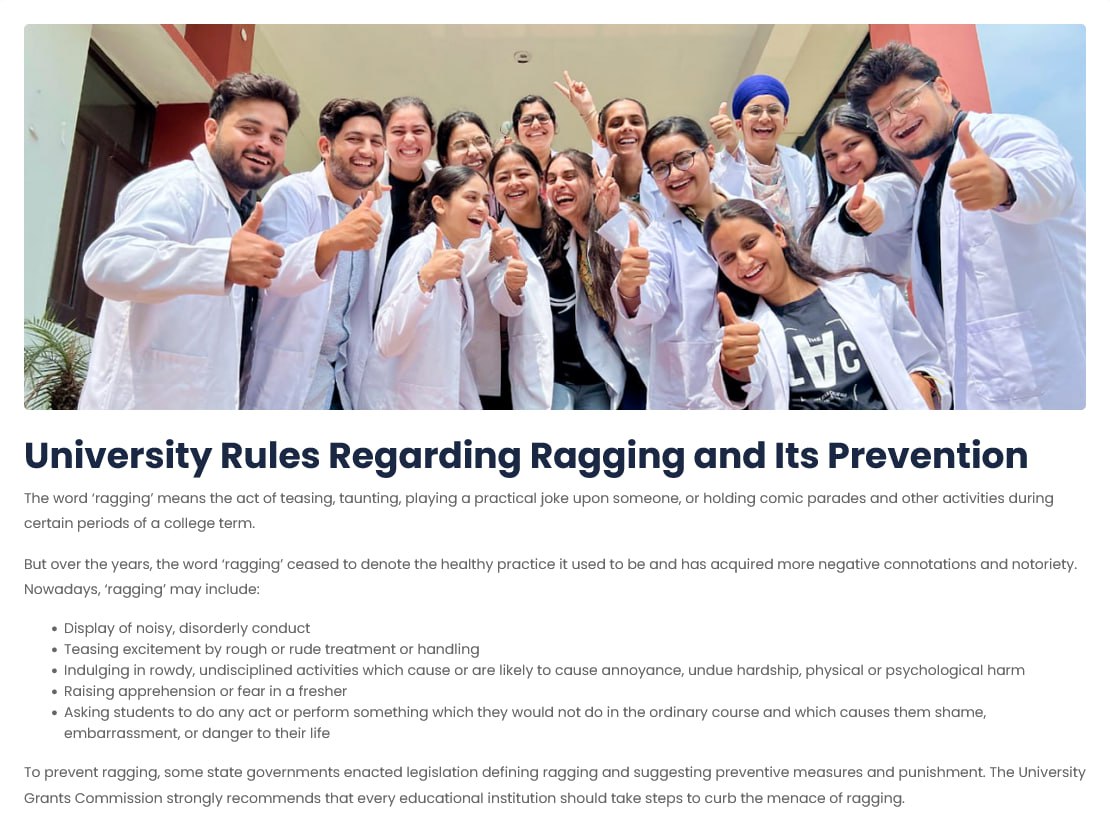 THE
LAC
University Rules Regarding Ragging and Its Prevention
The word ‘ragging’ means the act of teasing, taunting, playing a practical joke upon someone, or holding comic parades and other activities during
certain periods of a college term.
But over the years, the word ‘ragging’ ceased to denote the healthy practice it used to be and has acquired more negative connotations and notoriety.
Nowadays, ‘ragging’ may include:
• Display of noisy, disorderly conduct
• Teasing excitement by rough or rude treatment or handling
• Indulging in rowdy, undisciplined activities which cause or are likely to cause annoyance, undue hardship, physical or psychological harm
• Raising apprehension or fear in a fresher
• Asking students to do any act or perform something which they would not do in the ordinary course and which causes them shame,
embarrassment, or danger to their life
To prevent ragging, some state governments enacted legislation defining ragging and suggesting preventive measures and punishment. The University
Grants Commission strongly recommends that every educational institution should take steps to curb the menace of ragging.